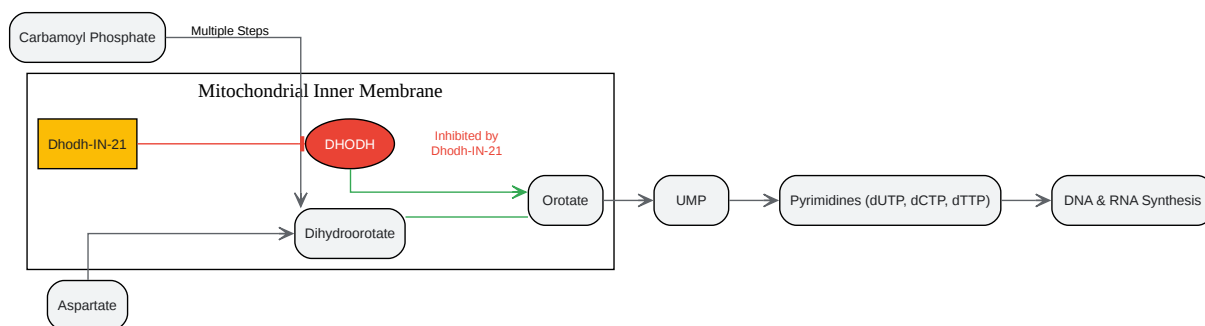 Carbamoyl Phosphate
Multiple Steps
Mitochondrial Inner Membrane
Dhodh-IN-21
DHODH
Inhibited by
Dhodh-IN-21
Orotate
UMP
Pyrimidines (dUTP, dCTP, dTTP)
DNA & RNA Synthesis
Dihydroorotate
Aspartate